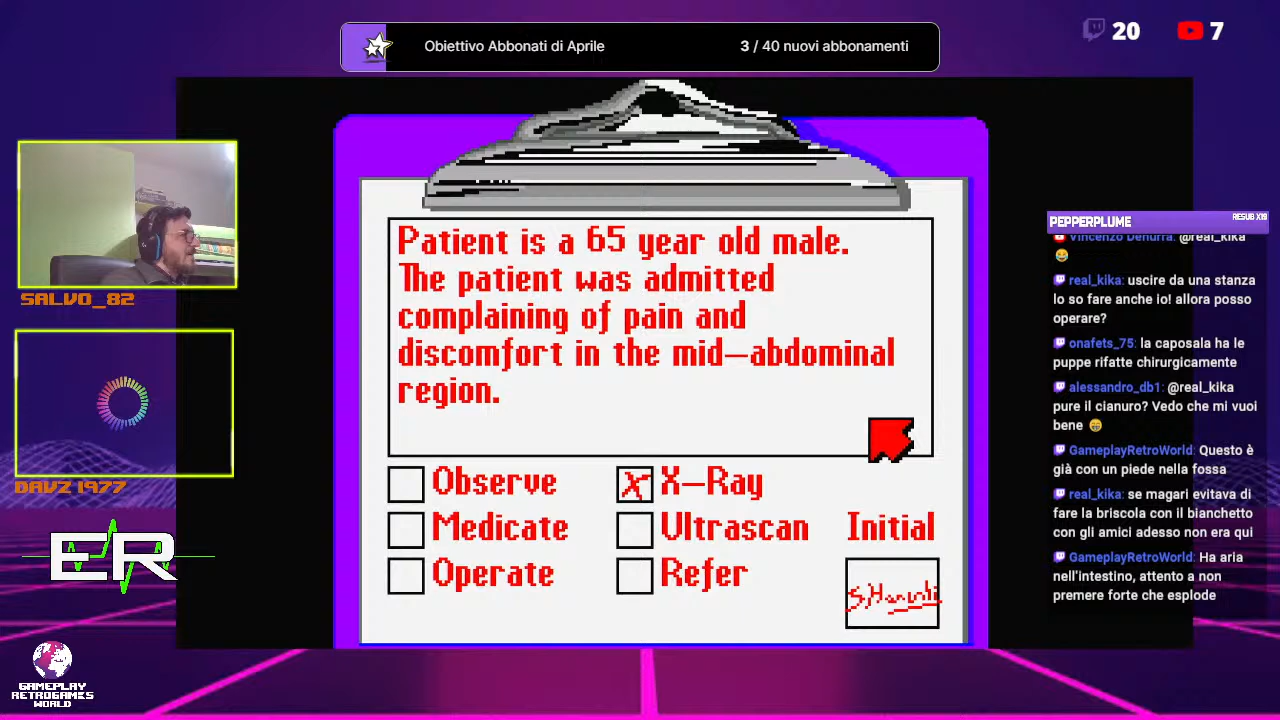 Obiettivo Abbonati di Aprile
3 / 40 nuovi abbonamenti
20
7
SALVO_82
DAVZ 1977
ER
GAMEPLAY
RETROGAMES
WORLD
Patient is a 65 year old male.
The patient was admitted
complaining of pain and
discomfort in the mid-abdominal
region.
Observe
X-Ray
Medicate
Ultrascan
Initial
Operate
Refer
PEPPERPLUME
RESUB X19
@real_kika
real_kika: uscire da una stanza
lo so fare anche io! allora posso
operare?
onafets_75: la caposala ha le
puppe rifatte chirurgicamente
alessandro_db1: @real_kika
pure il cianuro? Vedo che mi vuoi
bene 😁
GameplayRetroWorld: Questo è
già con un piede nella fossa
real_kika: se magari evitava di
fare la briscola con il bianchetto
con gli amici adesso non era qui
GameplayRetroWorld: Ha aria
nell'intestino, attento a non
premere forte che esplode